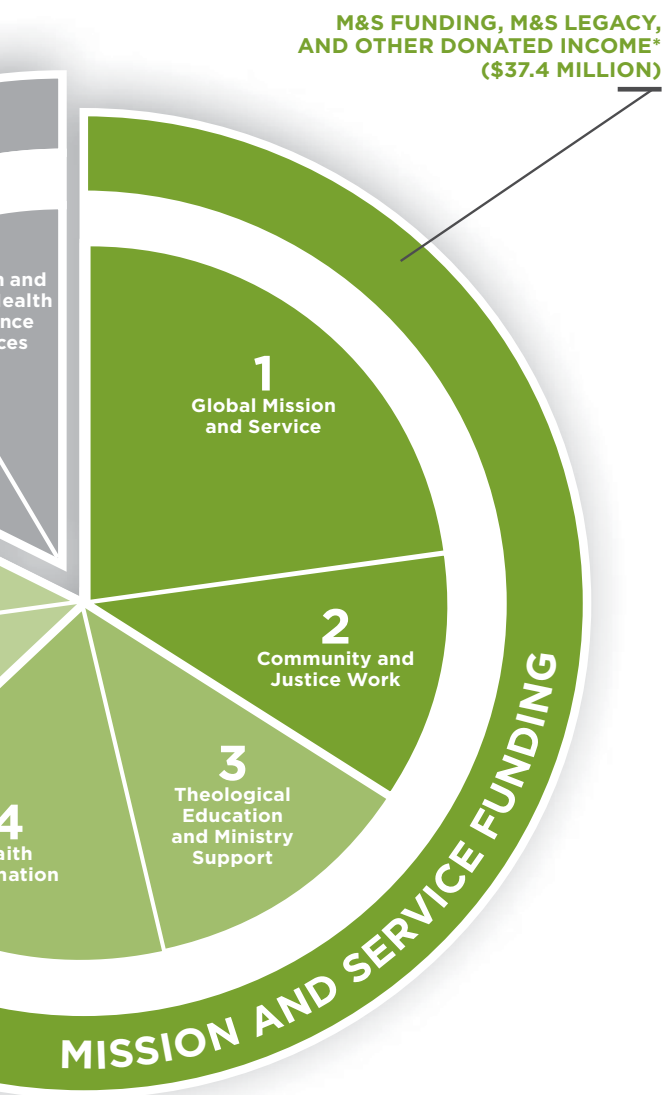 M&S FUNDING, M&S LEGACY,
AND OTHER DONATED INCOME*
($37.4 MILLION)
and
1
Global Mission
and Service
2
Community and
Justice Work
3
Theological
Education
and Ministry
Support
4
MISSION AND SERVICE FUNDING